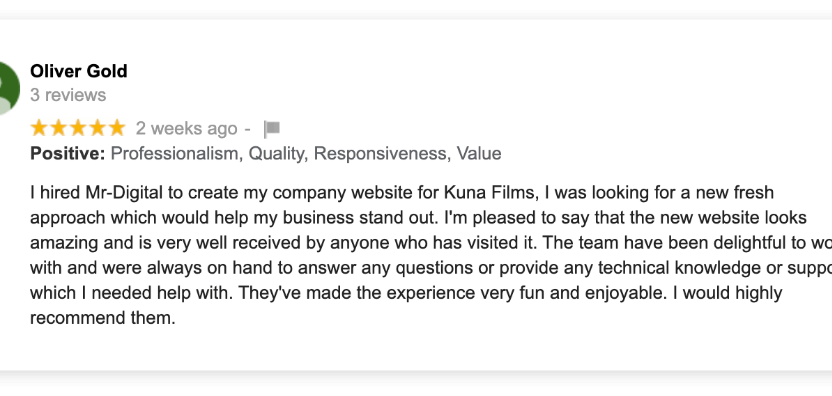 Oliver Gold
3 reviews
2 weeks ago -
Positive: Professionalism, Quality, Responsiveness, Value
I hired Mr-Digital to create my company website for Kuna Films, I was looking for a new fresh
approach which would help my business stand out. I'm pleased to say that the new website looks
amazing and is very well received by anyone who has visited it. The team have been delightful to
with and were always on hand to answer any questions or provide any technical knowledge or
which I needed help with. They've made the experience very fun and enjoyable. I would highly
recommend them.